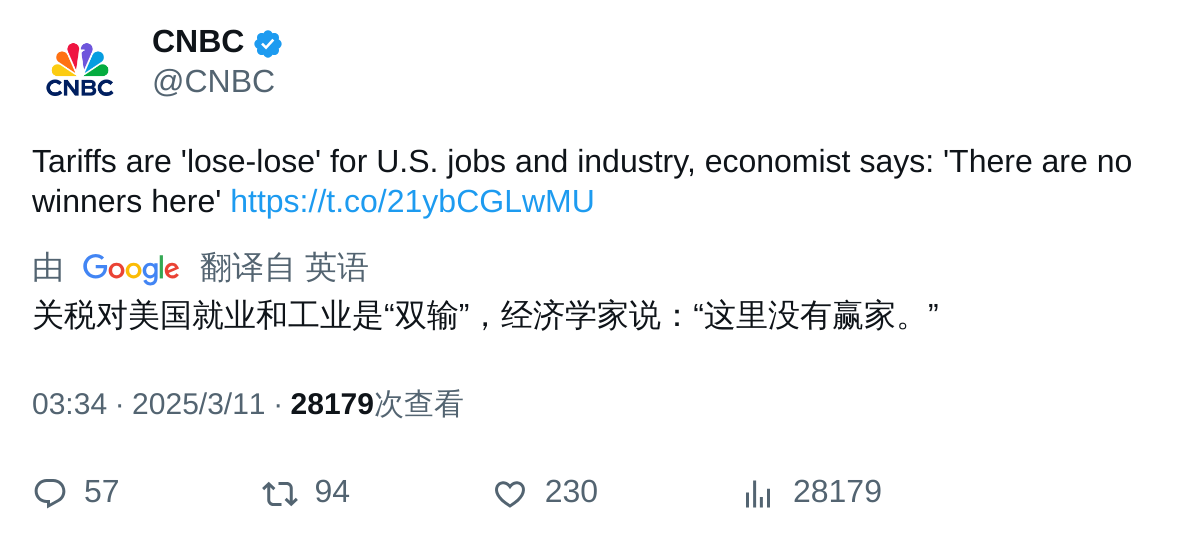 CNBC
CNBC
@CNBC
Tariffs are 'lose-lose' for U.S. jobs and industry, economist says: 'There are no
winners here' https://t.co/21ybCGLwMU
由 Google 翻译自 英语
关税对美国就业和工业是“双输”，经济学家说：“这里没有赢家。”
03:34 · 2025/3/11 · 28179次查看
57 94 230 28179